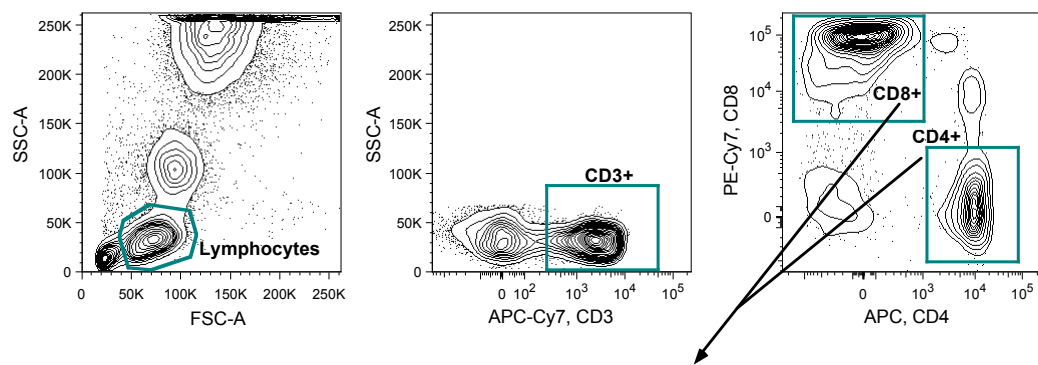 SSC-A
250K
200K
150K
100K
50K
0
Lymphocytes
0 50K 100K 150K 200K 250K
FSC-A
SSC-A
250K
200K
150K
100K
50K
0
CD3+
0 10² 10³ 10⁴ 10⁵
APC-Cy7, CD3
PE-Cy7, CD8
10⁵
10⁴
10³
0
CD8+
CD4+
0 10³ 10⁴ 10⁵
APC, CD4